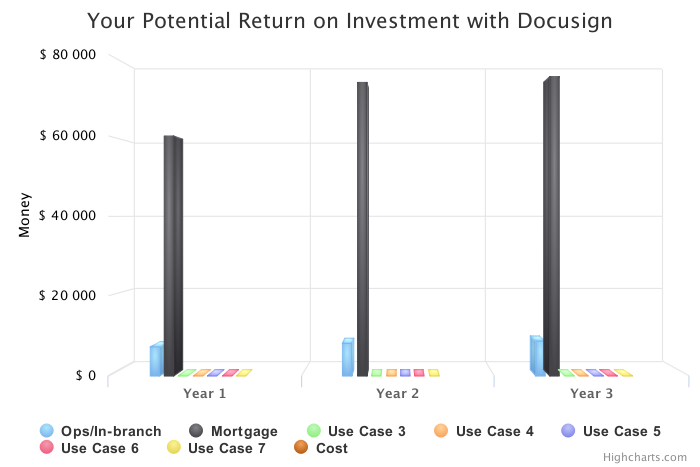 Your Potential Return on Investment with Docusign
$ 80 000
$ 60 000
$ 40 000
$ 20 000
$ 0
Money
Year 1
Year 2
Year 3
Ops/In-branch Mortgage Use Case 3 Use Case 4 Use Case 5
Use Case 6 Use Case 7 Cost
Highcharts.com